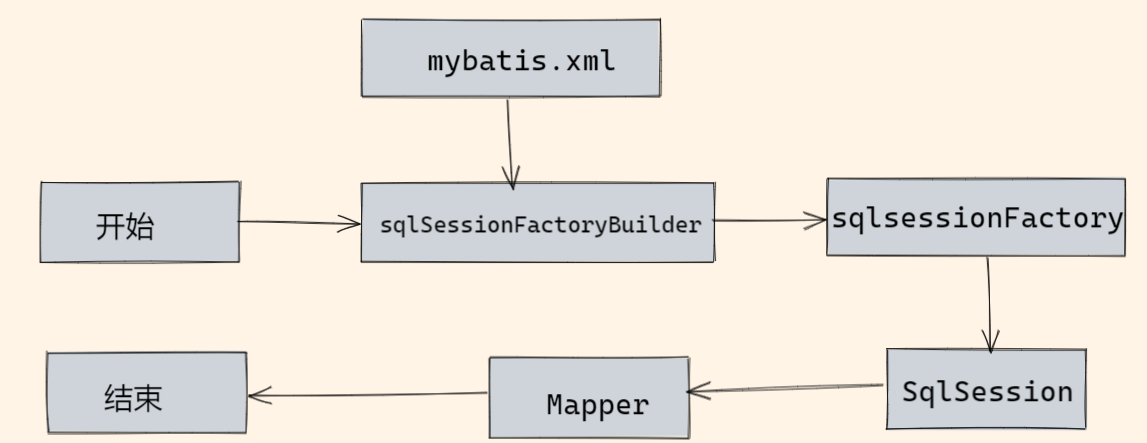 mybatis.xml
开始
sqlSessionFactoryBuilder
sqlsessionFactory
结束
Mapper
SqlSession